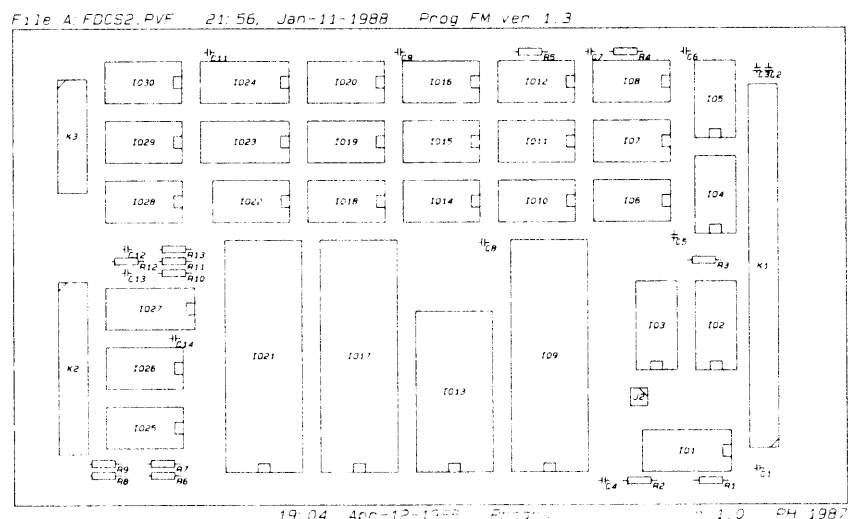 File A:FDCS2.PVF 21:56, Jan-11-1988 Prog FM ver 1.3
C11 C9 R5 C7 R4 C6
C3 C2
IO30 IO24 IO20 IO16 IO12 IO8 IO5
K3 IO29 IO23 IO19 IO15 IO11 IO7
IO28 IO22 IO18 IO14 IO10 IO6 IO4
C5
C8
C12 R13
R12 R11
C13 R10
R3
K1
IO27
IO3 IO2
C14
K2 IO26 IO21 IO17 IO9
IO13
J2
IO25
IO1
R9 R7
R8 R6
C1
C4 R2 R1
19:04 1.0 PH 1987